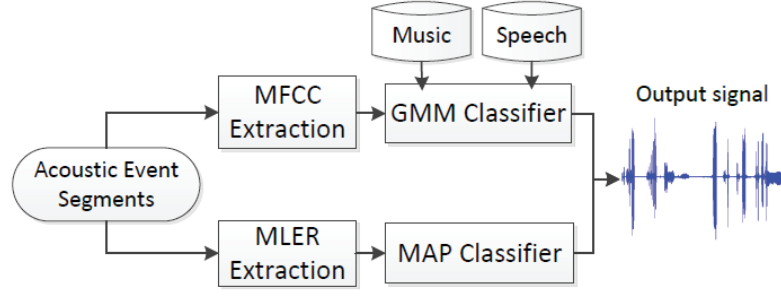 Music
Speech
MFCC
Extraction
GMM Classifier
Output signal
Acoustic Event
Segments
MLER
Extraction
MAP Classifier